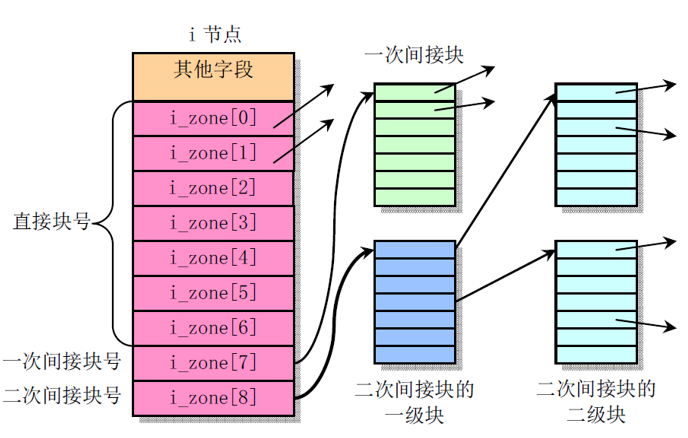 i 节点
其他字段
i_zone[0]
i_zone[1]
i_zone[2]
i_zone[3]
i_zone[4]
i_zone[5]
i_zone[6]
i_zone[7]
i_zone[8]
直接块号
一次间接块号
二次间接块号
一次间接块
二次间接块的
一级块
二次间接块的
二级块